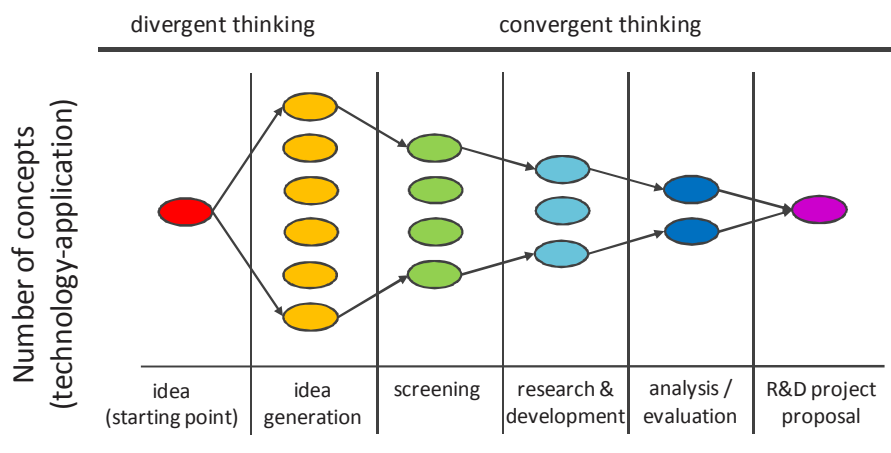 divergent thinking
convergent thinking
Number of concepts
(technology-application)
idea
(starting point)
idea
generation
screening
research &
development
analysis /
evaluation
R&D project
proposal